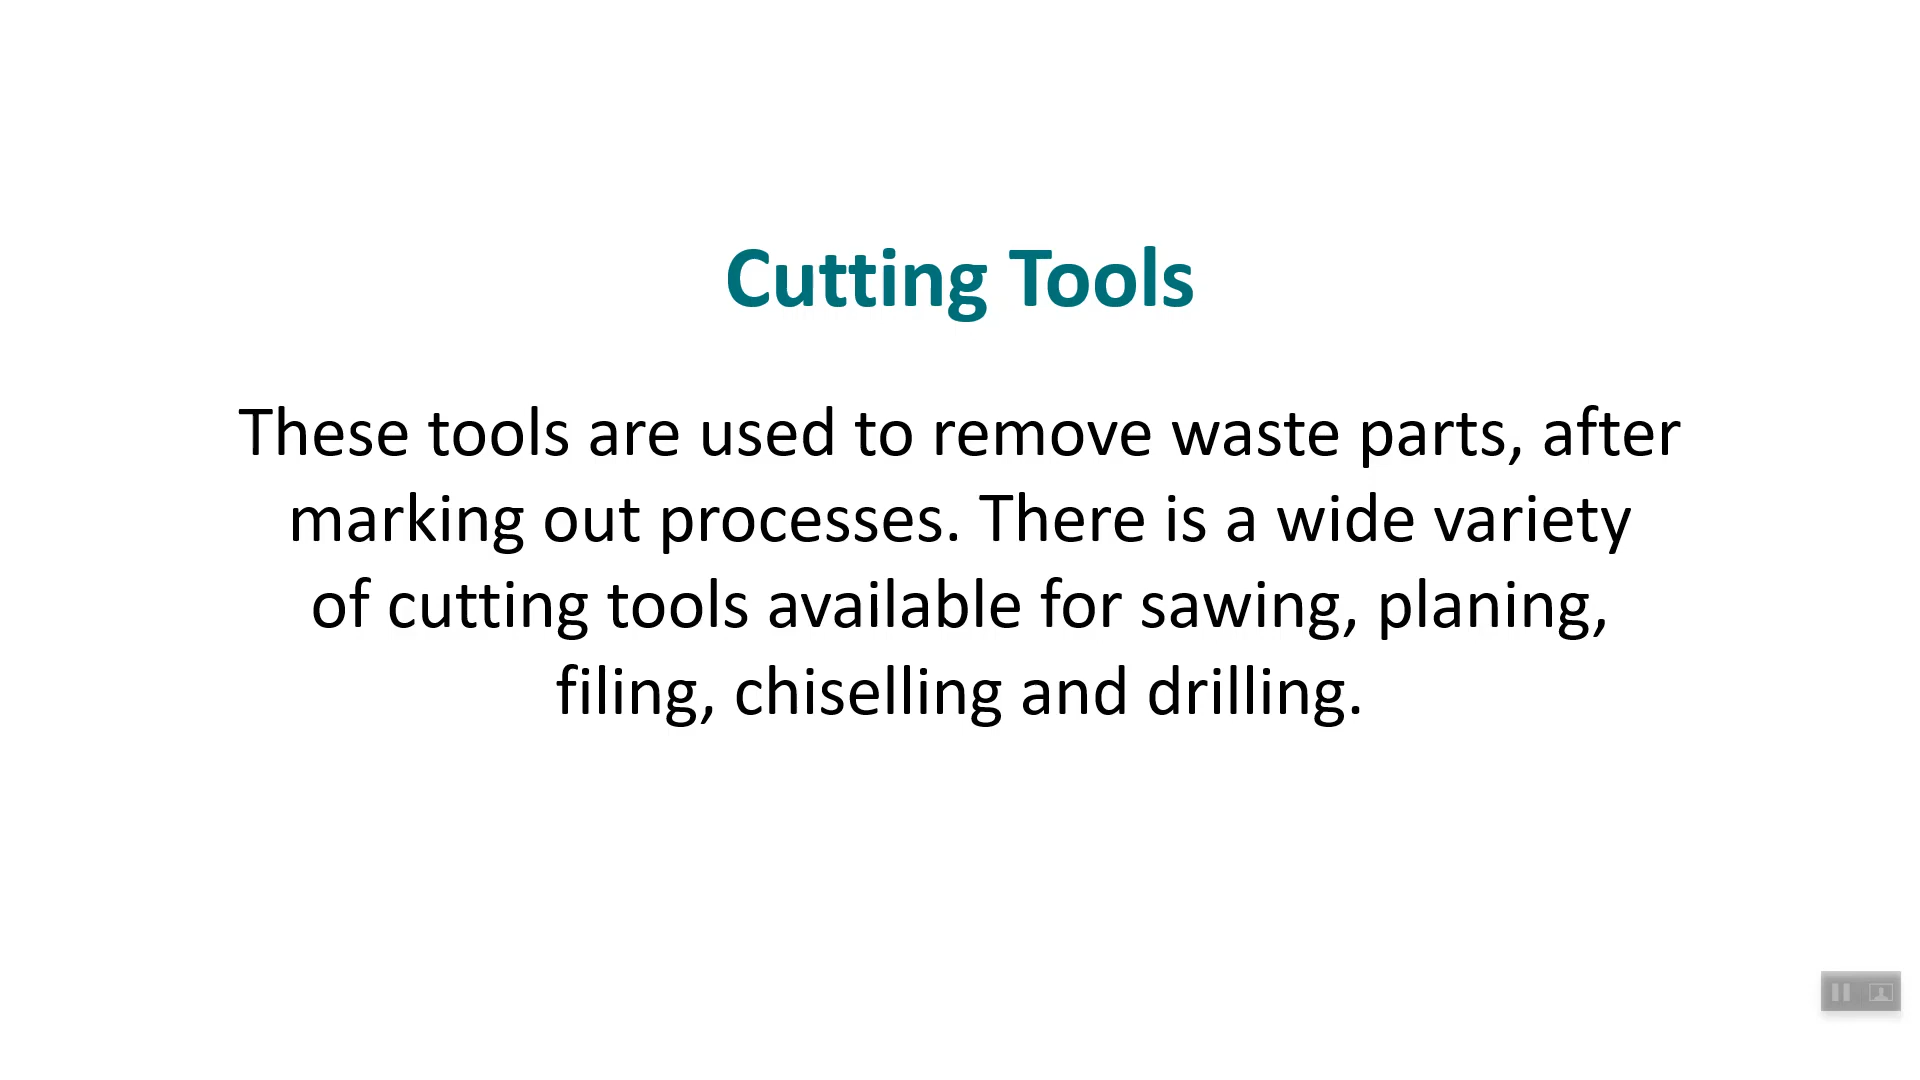 Cutting Tools
These tools are used to remove waste parts, after
marking out processes. There is a wide variety
of cutting tools available for sawing, planing,
filing, chiselling and drilling.